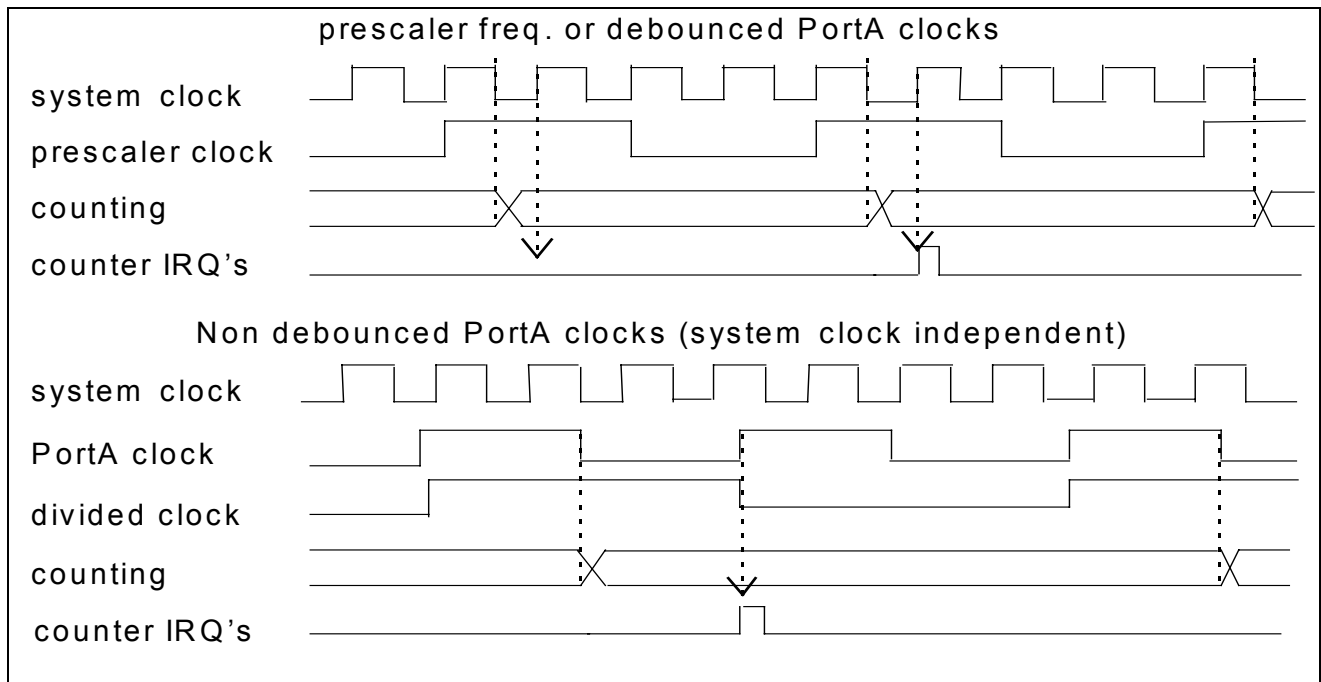 prescaler freq. or debounced PortA clocks
system clock
prescaler clock
counting
counter IRQ's
Non debounced PortA clocks (system clock independent)
system clock
PortA clock
divided clock
counting
counter IRQ's